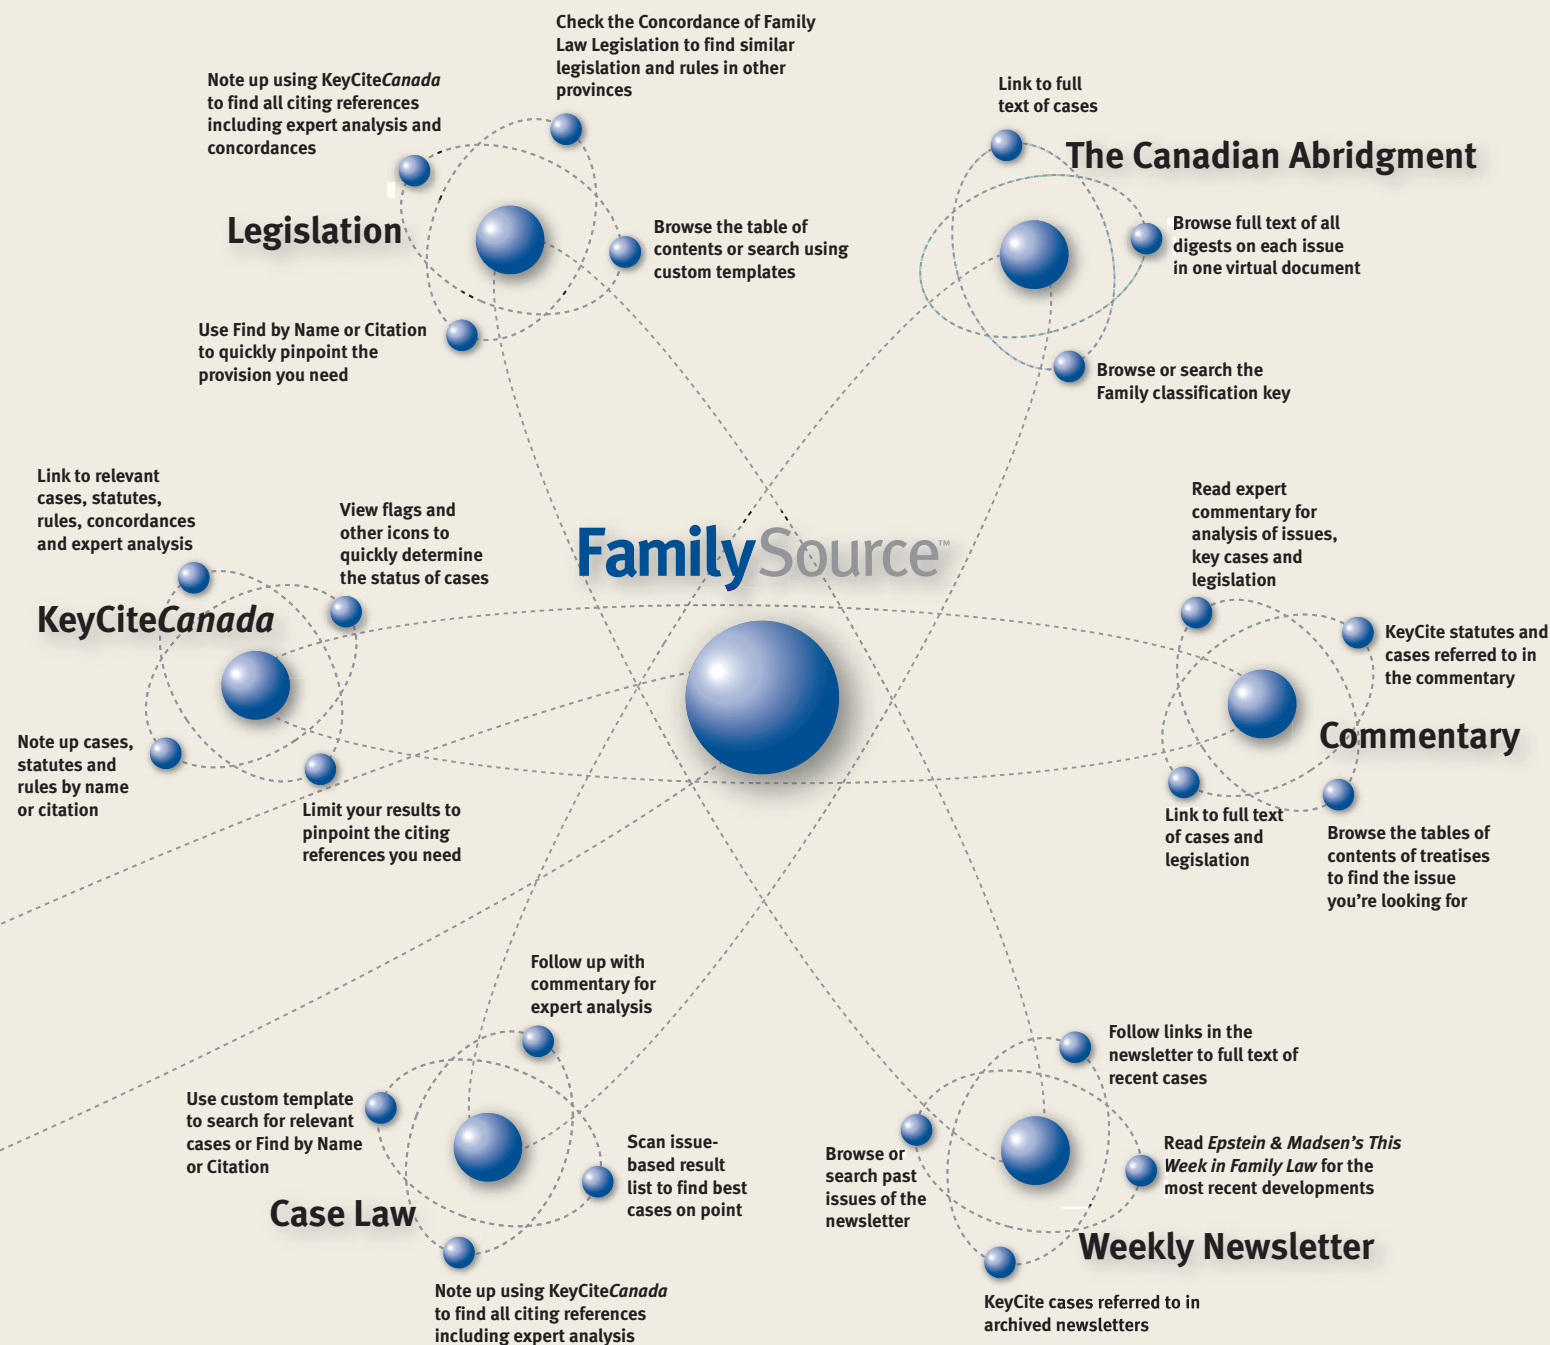 Check the Concordance of Family
Law Legislation to find similar
legislation and rules in other
provinces
Note up using KeyCiteCanada
to find all citing references
including expert analysis and
concordances
Legislation
Browse the table of
contents or search using
custom templates
Use Find by Name or Citation
to quickly pinpoint the
provision you need
Link to full
text of cases
The Canadian Abridgment
Browse full text of all
digests on each issue
in one virtual document
Browse or search the
Family classification key
Link to relevant
cases, statutes,
rules, concordances
and expert analysis
View flags and
other icons to
quickly determine
the status of cases
KeyCiteCanada
Note up cases,
statutes and
rules by name
or citation
Limit your results to
pinpoint the citing
references you need
FamilySource™
Read expert
commentary for
analysis of issues,
key cases and
legislation
KeyCite statutes and
cases referred to in
the commentary
Commentary
Link to full text
of cases and
legislation
Browse the tables of
contents of treatises
to find the issue
you're looking for
Follow up with
commentary for
expert analysis
Use custom template
to search for relevant
cases or Find by Name
or Citation
Scan issue-
based result
list to find best
cases on point
Case Law
Note up using KeyCiteCanada
to find all citing references
including expert analysis
Follow links in the
newsletter to full text of
recent cases
Browse or
search past
issues of the
newsletter
Read Epstein & Madsen's This
Week in Family Law for the
most recent developments
Weekly Newsletter
KeyCite cases referred to in
archived newsletters